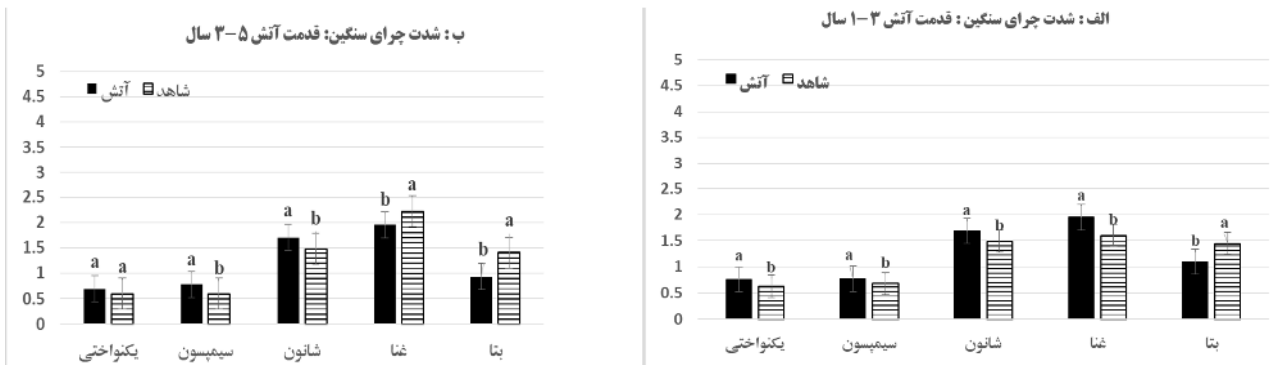 الف : شدت چرای سنگین : قدمت آتش ۳-۱ سال
5
4.5
4
3.5
3
2.5
2
1.5
1
0.5
0
آتش شاهد
a b
a b
a b
a b
b a
یکنواختی سیمپسون شانون غنا بتا
ب : شدت چرای سنگین: قدمت آتش ۵-۳ سال
5
4.5
4
3.5
3
2.5
2
1.5
1
0.5
0
آتش شاهد
a a
a b
a b
b a
b a
یکنواختی سیمپسون شانون غنا بتا